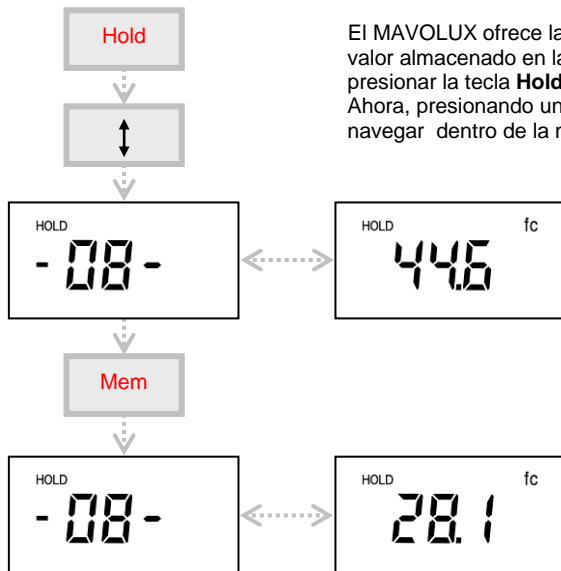 Hold
El MAVOLUX ofrece la
valor almacenado en la
presionar la tecla Hold
Ahora, presionando un
navegar dentro de la
HOLD
-08-
HOLD fc
44.6
Mem
HOLD
-08-
HOLD fc
28.1